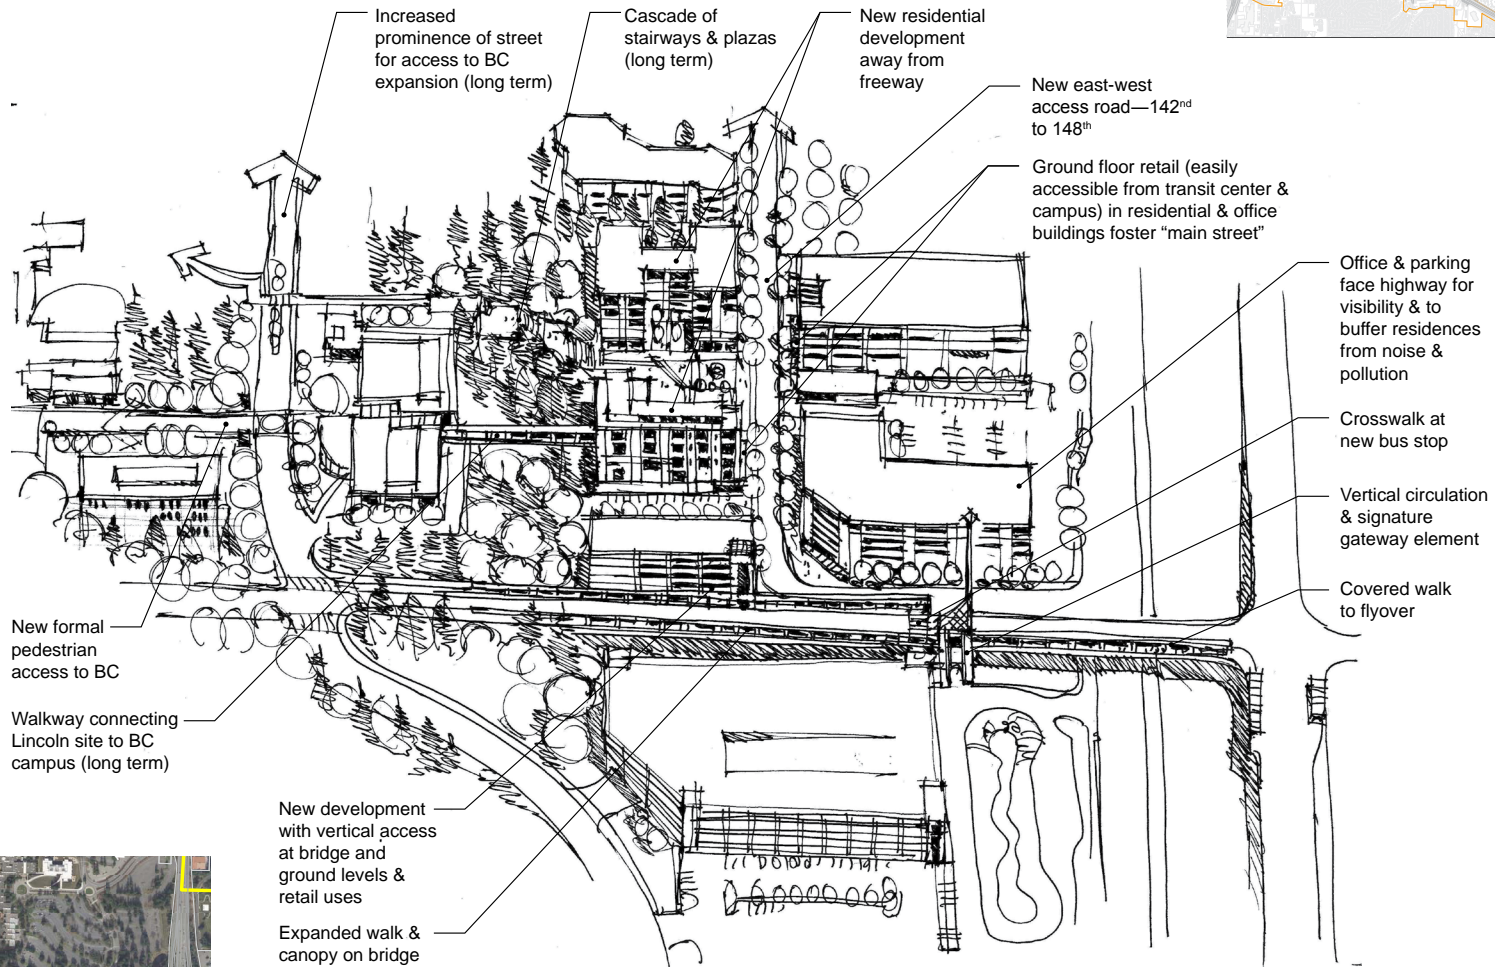 Increased
prominence of street
for access to BC
expansion (long term)
Cascade of
stairways & plazas
(long term)
New residential
development
away from
freeway
New east-west
access road—142nd
to 148th
Ground floor retail (easily
accessible from transit center &
campus) in residential & office
buildings foster “main street”
Office & parking
face highway for
visibility & to
buffer residences
from noise &
pollution
Crosswalk at
new bus stop
Vertical circulation
& signature
gateway element
Covered walk
to flyover
New formal
pedestrian
access to BC
Walkway connecting
Lincoln site to BC
campus (long term)
New development
with vertical access
at bridge and
ground levels &
retail uses
Expanded walk &
canopy on bridge